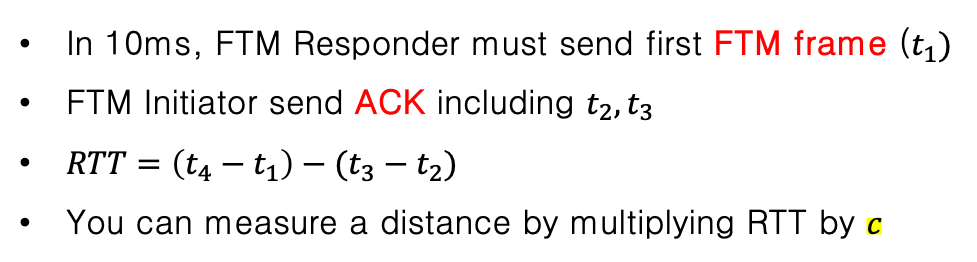 • In 10ms, FTM Responder must send first FTM frame (t₁)
• FTM Initiator send ACK including t₂, t₃
• RTT = (t₄ − t₁) − (t₃ − t₂)
• You can measure a distance by multiplying RTT by c